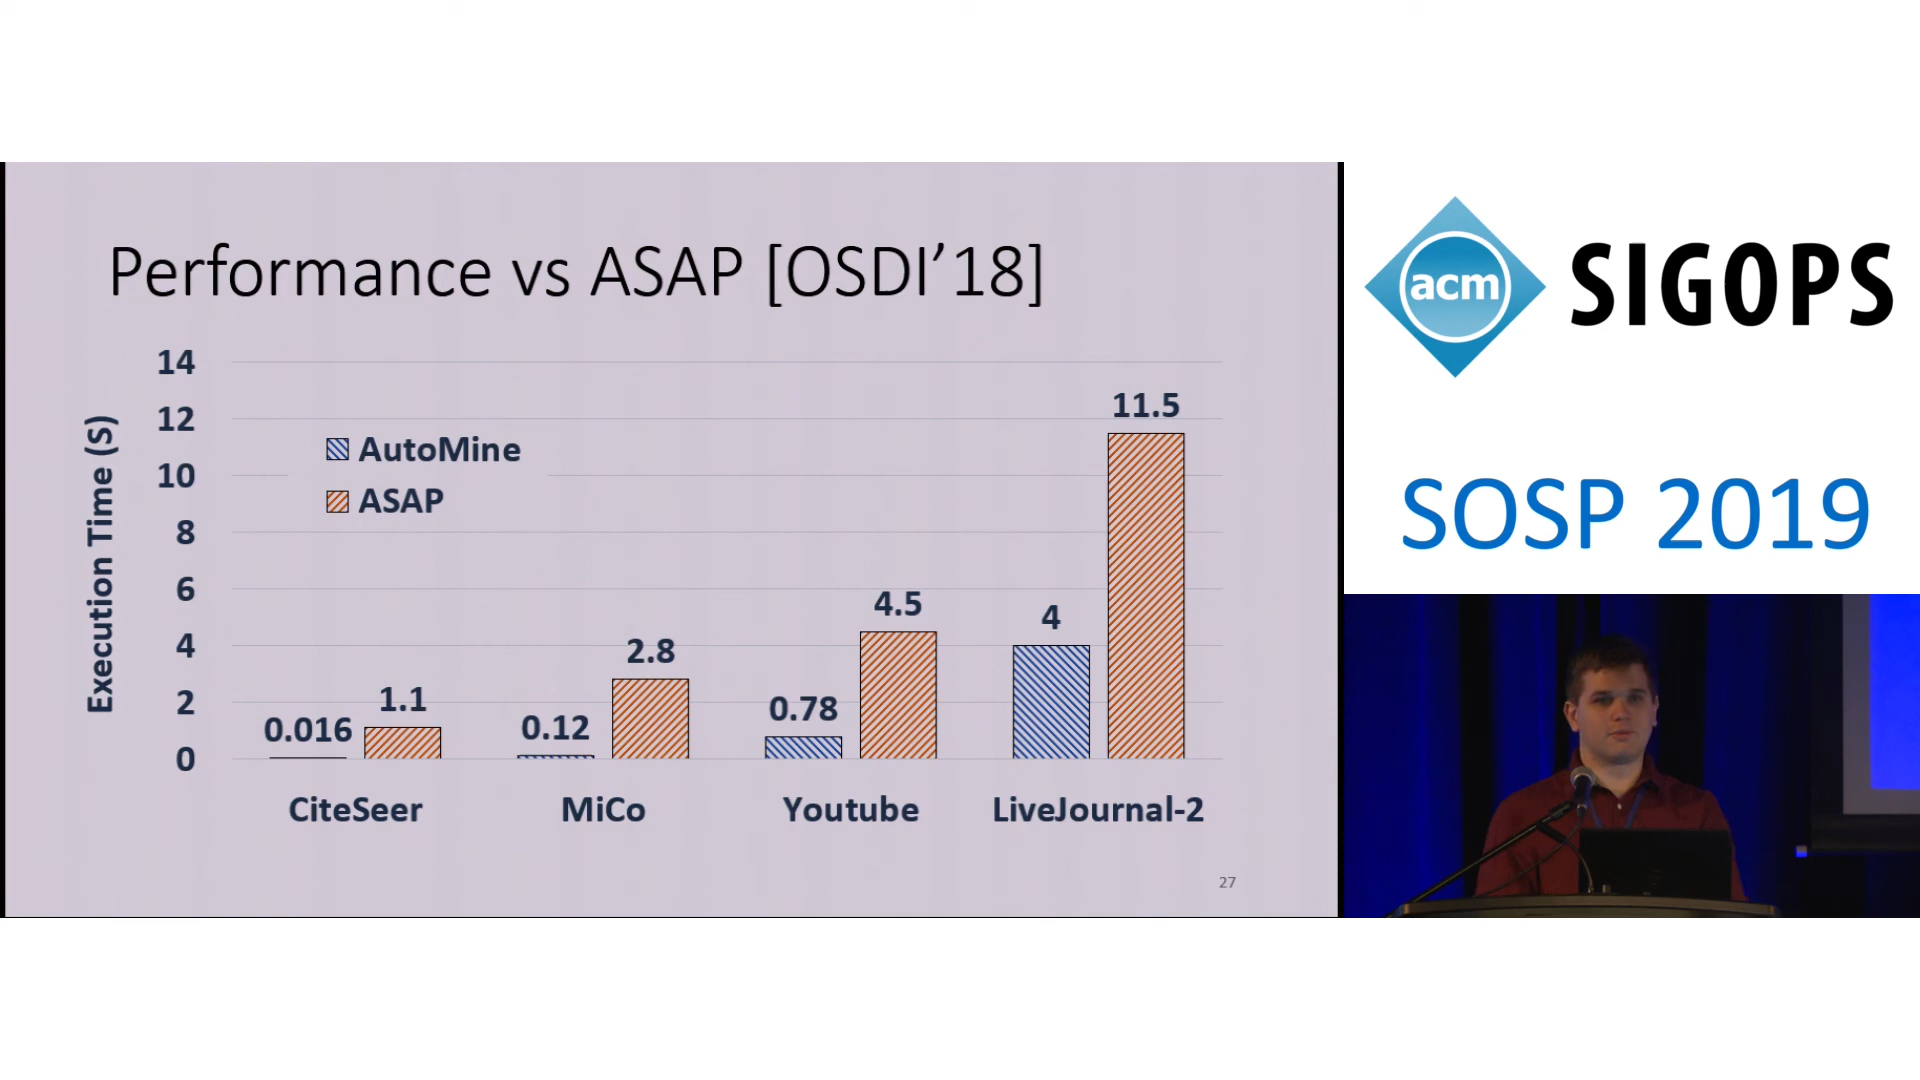 Performance vs ASAP [OSDI’18]
Execution Time (S)
14
12
10
8
6
4
2
0
AutoMine
ASAP
0.016
1.1
0.12
2.8
0.78
4.5
4
11.5
CiteSeer
MiCo
Youtube
LiveJournal-2
27
acm
SIGOPS
SOSP 2019